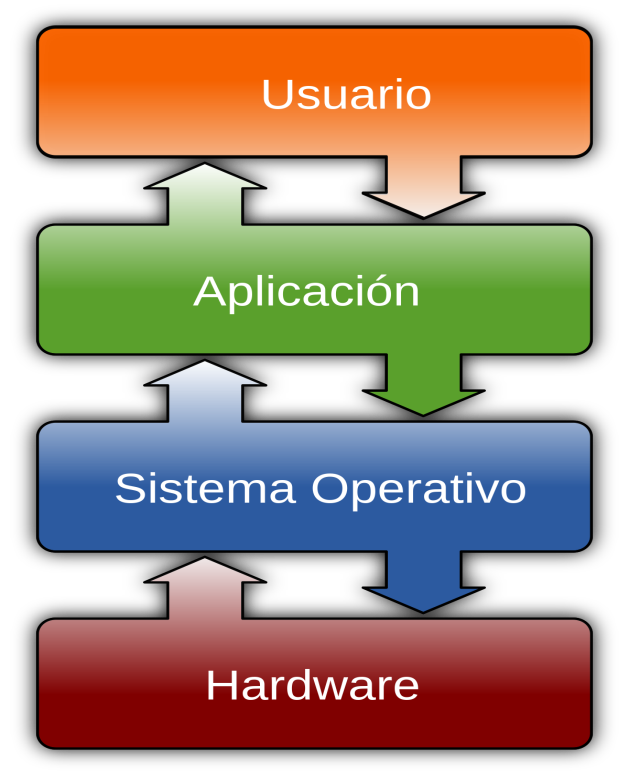 Usuario
Aplicación
Sistema Operativo
Hardware